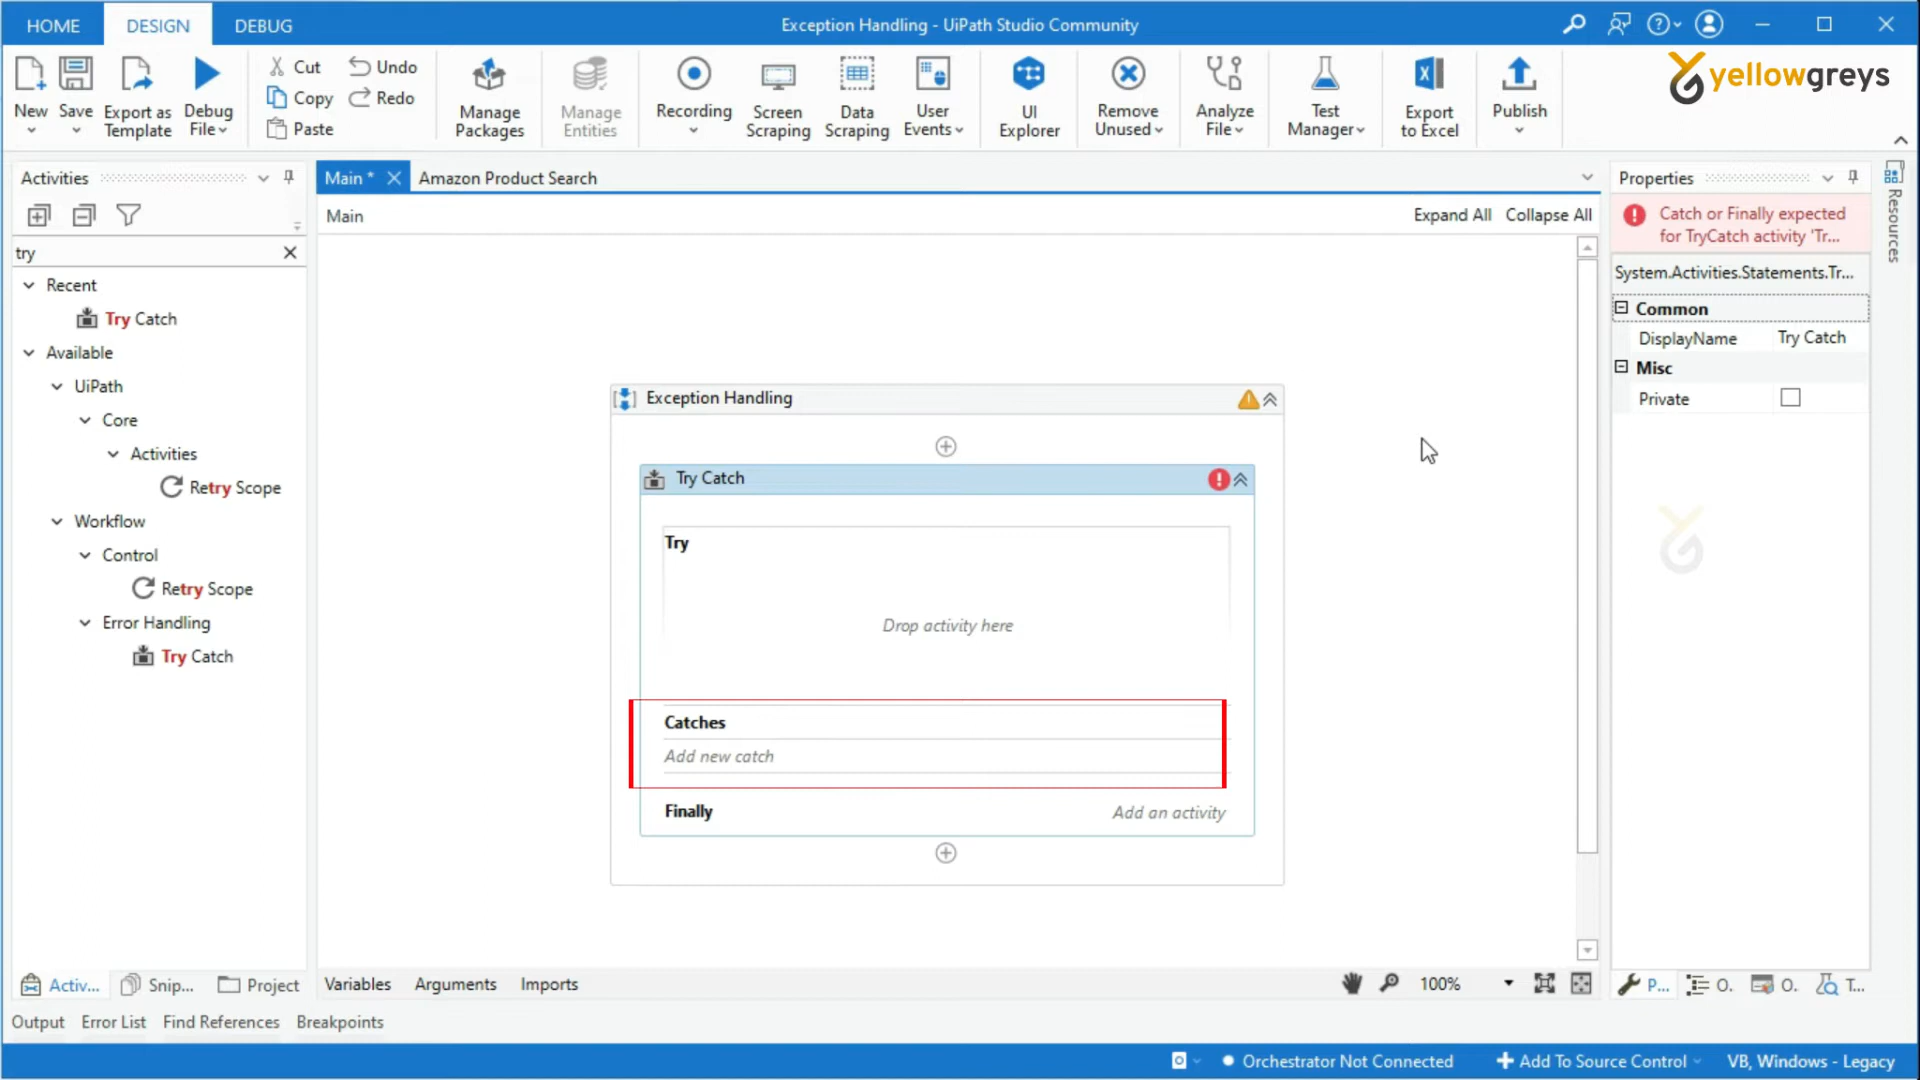 HOME
DESIGN
DEBUG
Exception Handling - UiPath Studio Community
New
Save
Export as
Template
Debug
File
Cut
Copy
Paste
Undo
Redo
Manage
Packages
Manage
Entities
Recording
Screen
Scraping
Data
Scraping
User
Events
UI
Explorer
Remove
Unused
Analyze
File
Test
Manager
Export
to Excel
Publish
yellowgreys
Activities
try
Recent
Try Catch
Available
UiPath
Core
Activities
Retry Scope
Workflow
Control
Retry Scope
Error Handling
Try Catch
Activ...
Snip...
Project
Main *
Amazon Product Search
Main
Expand All
Collapse All
Exception Handling
Try Catch
Try
Drop activity here
Catches
Add new catch
Finally
Add an activity
Variables
Arguments
Imports
100%
Properties
Catch or Finally expected
for TryCatch activity 'Tr...
System.Activities.Statements.Tr...
Common
DisplayName
Try Catch
Misc
Private
Resources
P...
O.
O.
T...
Output
Error List
Find References
Breakpoints
Orchestrator Not Connected
Add To Source Control
VB, Windows - Legacy